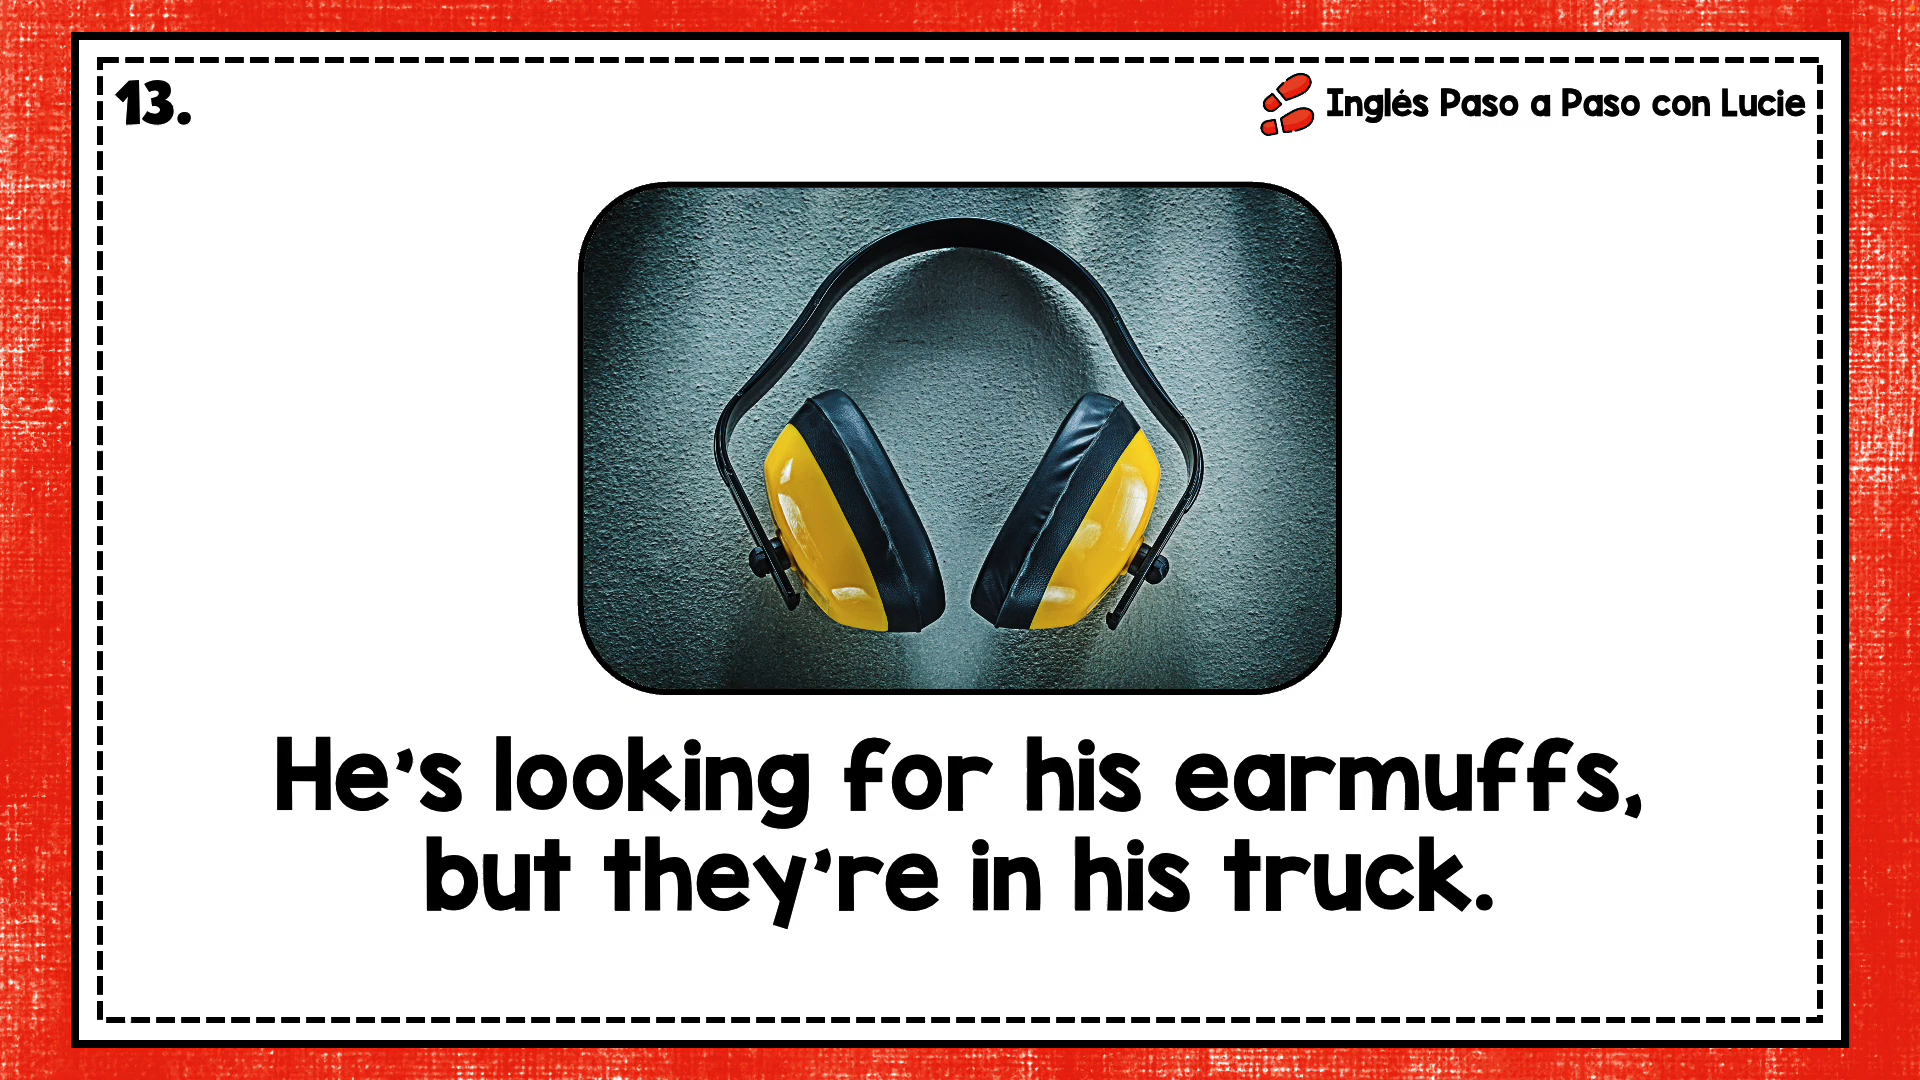 13.
Inglés Paso a Paso con Lucie
He's looking for his earmuffs,
but they're in his truck.